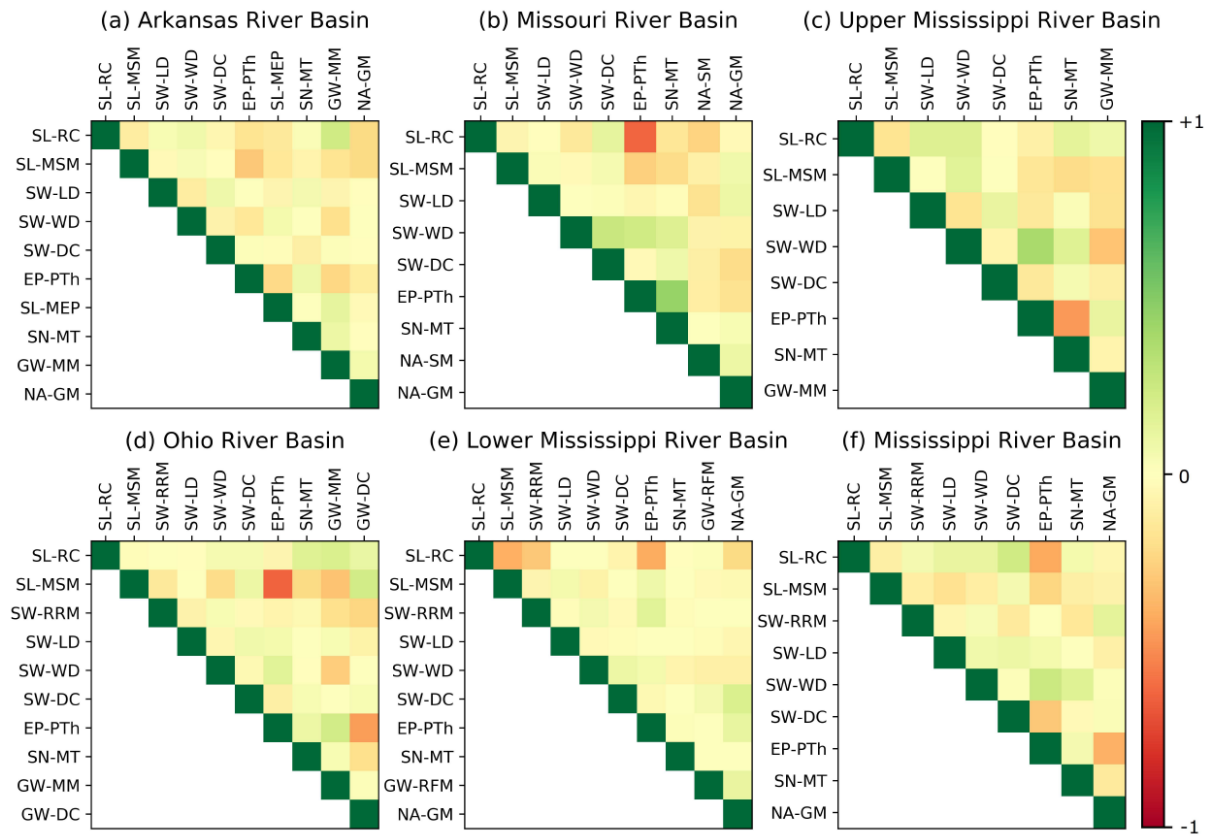 (a) Arkansas River Basin
SL-RC
SL-MSM
SW-LD
SW-WD
SW-DC
EP-PTh
SL-MEP
SN-MT
GW-MM
NA-GM
SL-RC
SL-MSM
SW-LD
SW-WD
SW-DC
EP-PTh
SL-MEP
SN-MT
GW-MM
NA-GM
(b) Missouri River Basin
SL-RC
SL-MSM
SW-LD
SW-WD
SW-DC
EP-PTh
SN-MT
NA-SM
NA-GM
SL-RC
SL-MSM
SW-LD
SW-WD
SW-DC
EP-PTh
SN-MT
NA-SM
NA-GM
(c) Upper Mississippi River Basin
SL-RC
SL-MSM
SW-LD
SW-WD
SW-DC
EP-PTh
SN-MT
GW-MM
SL-RC
SL-MSM
SW-LD
SW-WD
SW-DC
EP-PTh
SN-MT
GW-MM
(d) Ohio River Basin
SL-RC
SL-MSM
SW-RRM
SW-LD
SW-WD
SW-DC
EP-PTh
SN-MT
GW-MM
GW-DC
SL-RC
SL-MSM
SW-RRM
SW-LD
SW-WD
SW-DC
EP-PTh
SN-MT
GW-MM
GW-DC
(e) Lower Mississippi River Basin
SL-RC
SL-MSM
SW-RRM
SW-LD
SW-WD
SW-DC
EP-PTh
SN-MT
GW-RFM
NA-GM
SL-RC
SL-MSM
SW-RRM
SW-LD
SW-WD
SW-DC
EP-PTh
SN-MT
GW-RFM
NA-GM
(f) Mississippi River Basin
SL-RC
SL-MSM
SW-RRM
SW-LD
SW-WD
SW-DC
EP-PTh
SN-MT
NA-GM
SL-RC
SL-MSM
SW-RRM
SW-LD
SW-WD
SW-DC
EP-PTh
SN-MT
NA-GM
+1
0
-1